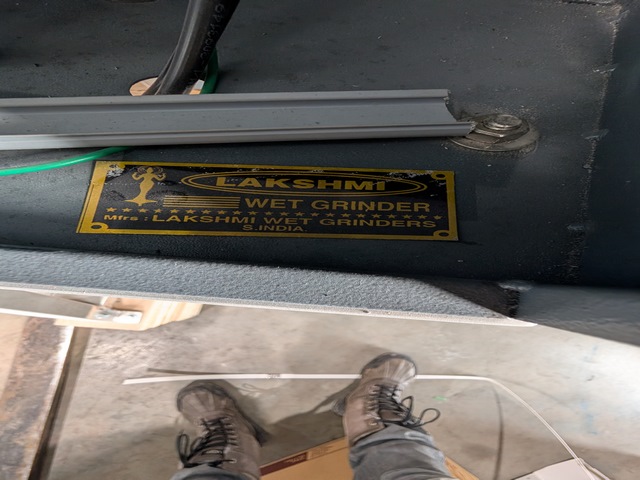 LAKSHMI
WET GRINDER
Mfrs : LAKSHMI WET GRINDERS
S.INDIA.